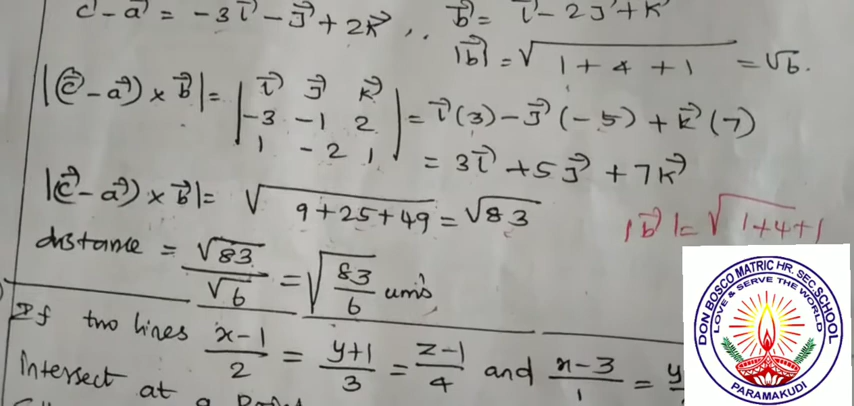 c⃗ - a⃗ = -3i⃗ - j⃗ + 2k⃗ ,. b⃗ = i⃗ - 2j⃗ + k⃗
|b⃗| = √(1 + 4 + 1) = √6.
|(c⃗ - a⃗) × b⃗| = | i⃗ j⃗ k⃗ |
| -3 -1 2 | = i⃗(3) - j⃗(-5) + k⃗(7)
| 1 -2 1 | = 3i⃗ + 5j⃗ + 7k⃗
|(c⃗ - a⃗) × b⃗| = √(9 + 25 + 49) = √83
|b⃗| = √(1+4+1)
distance = √83/√6 = √(83/6) units
If two lines (x-1)/2 = (y+1)/3 = (z-1)/4 and (x-3)/1 =
intersect at a Point
DON BOSCO MATRIC HR. SEC. SCHOOL
LOVE & SERVE THE WORLD
PARAMAKUDI